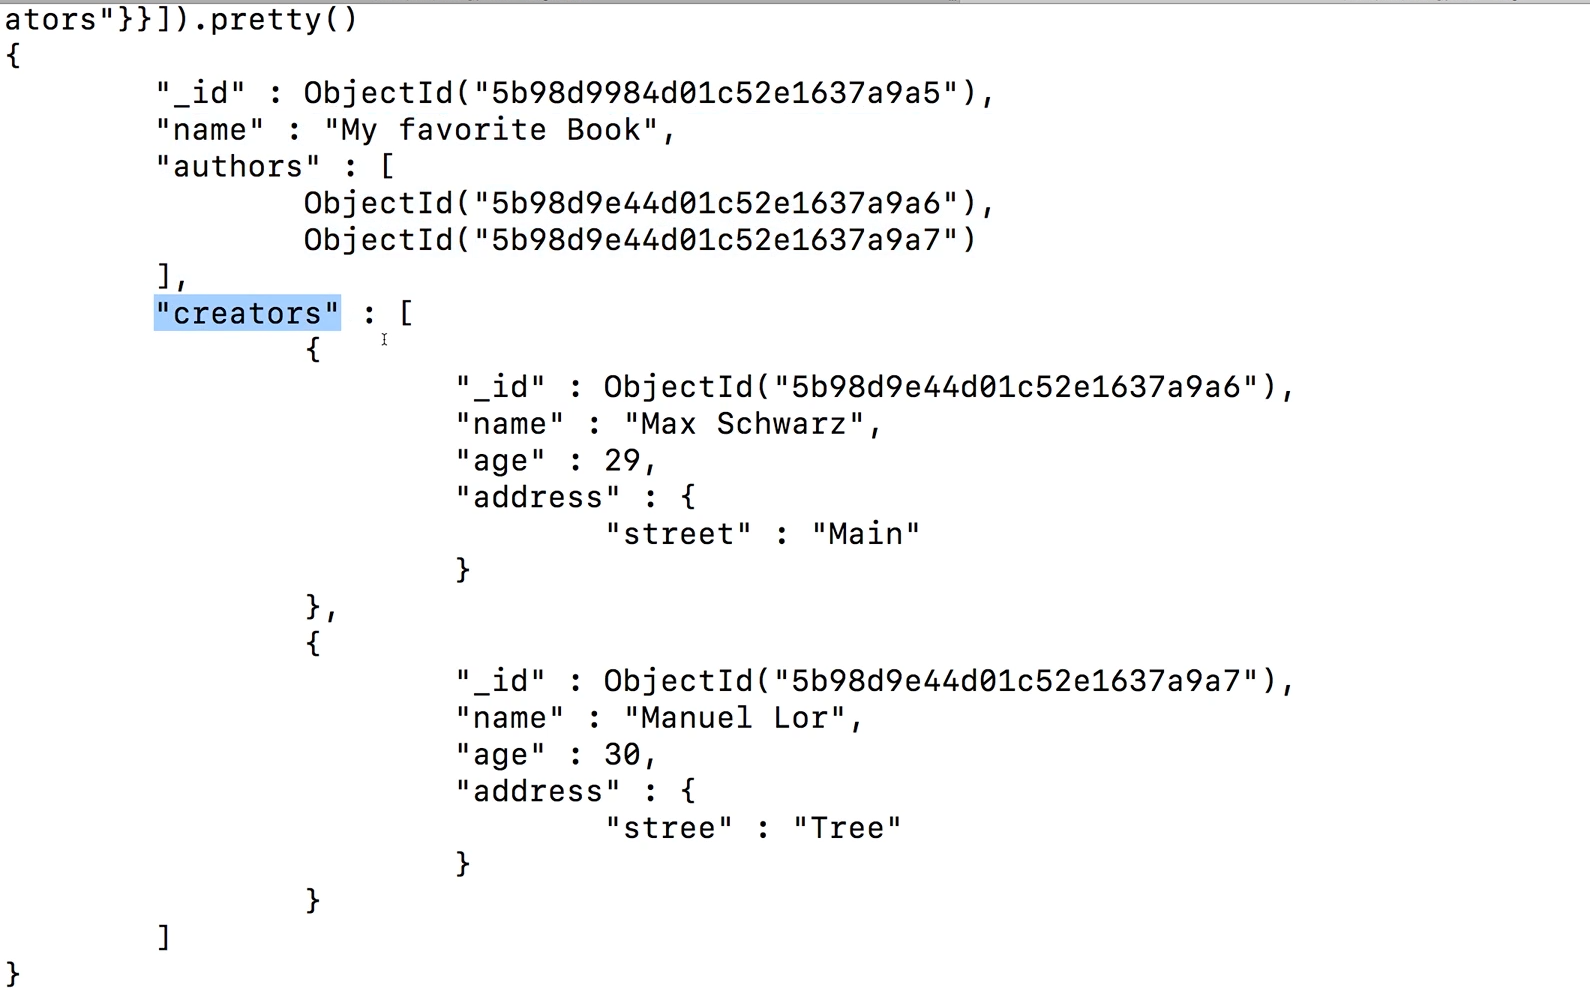 ators"}}]).pretty()
{
"_id" : ObjectId("5b98d9984d01c52e1637a9a5"),
"name" : "My favorite Book",
"authors" : [
ObjectId("5b98d9e44d01c52e1637a9a6"),
ObjectId("5b98d9e44d01c52e1637a9a7")
],
"creators" : [
{
"_id" : ObjectId("5b98d9e44d01c52e1637a9a6"),
"name" : "Max Schwarz",
"age" : 29,
"address" : {
"street" : "Main"
}
},
{
"_id" : ObjectId("5b98d9e44d01c52e1637a9a7"),
"name" : "Manuel Lor",
"age" : 30,
"address" : {
"stree" : "Tree"
}
}
]
}